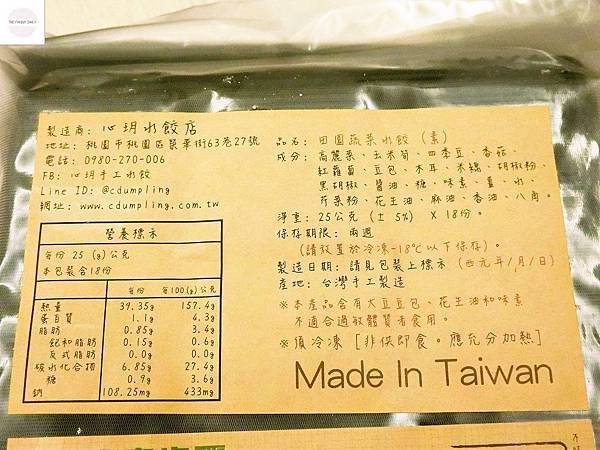 THE FANNY DAILY
製造商: 心玥水餃店
地址: 桃園市桃園區鎮華街63巷27號
電話: 0980-270-006
FB: 心玥手工水餃
Line ID: @cdumpling
網址: www.cdumpling.com.tw
營養標示
每份 25 (g)公克
本包裝含18份
每份 每100(g)公克
熱量 39.35g 157.4g
蛋白質 1.1g 4.3g
脂肪 0.85g 3.4g
飽和脂肪 0.15g 0.6g
反式脂肪 0.0g 0.0g
碳水化合物 6.85g 27.4g
糖 0.9g 3.6g
鈉 108.25mg 433mg
品名: 田園蔬菜水餃 (素)
成分: 高麗菜、玉米筍、四季豆、香菇、
紅蘿蔔、豆包、木耳、冬粉、胡椒粉、
黑胡椒、醬油、糖、味素、薑、水、
芹菜粉、花生油、麻油、香油、八角。
淨重: 25公克 (± 5%) X 18份。
保存期限: 兩週
(請放置於冷凍-18℃以下保存)。
製造日期: 請見包裝上標示 (西元年/月/日)
產地: 台灣手工製造。
※本產品含有大豆豆包、花生油和味素
不適合過敏體質者食用。
※須冷凍 [非供即食。應充分加熱]
Made In Taiwan